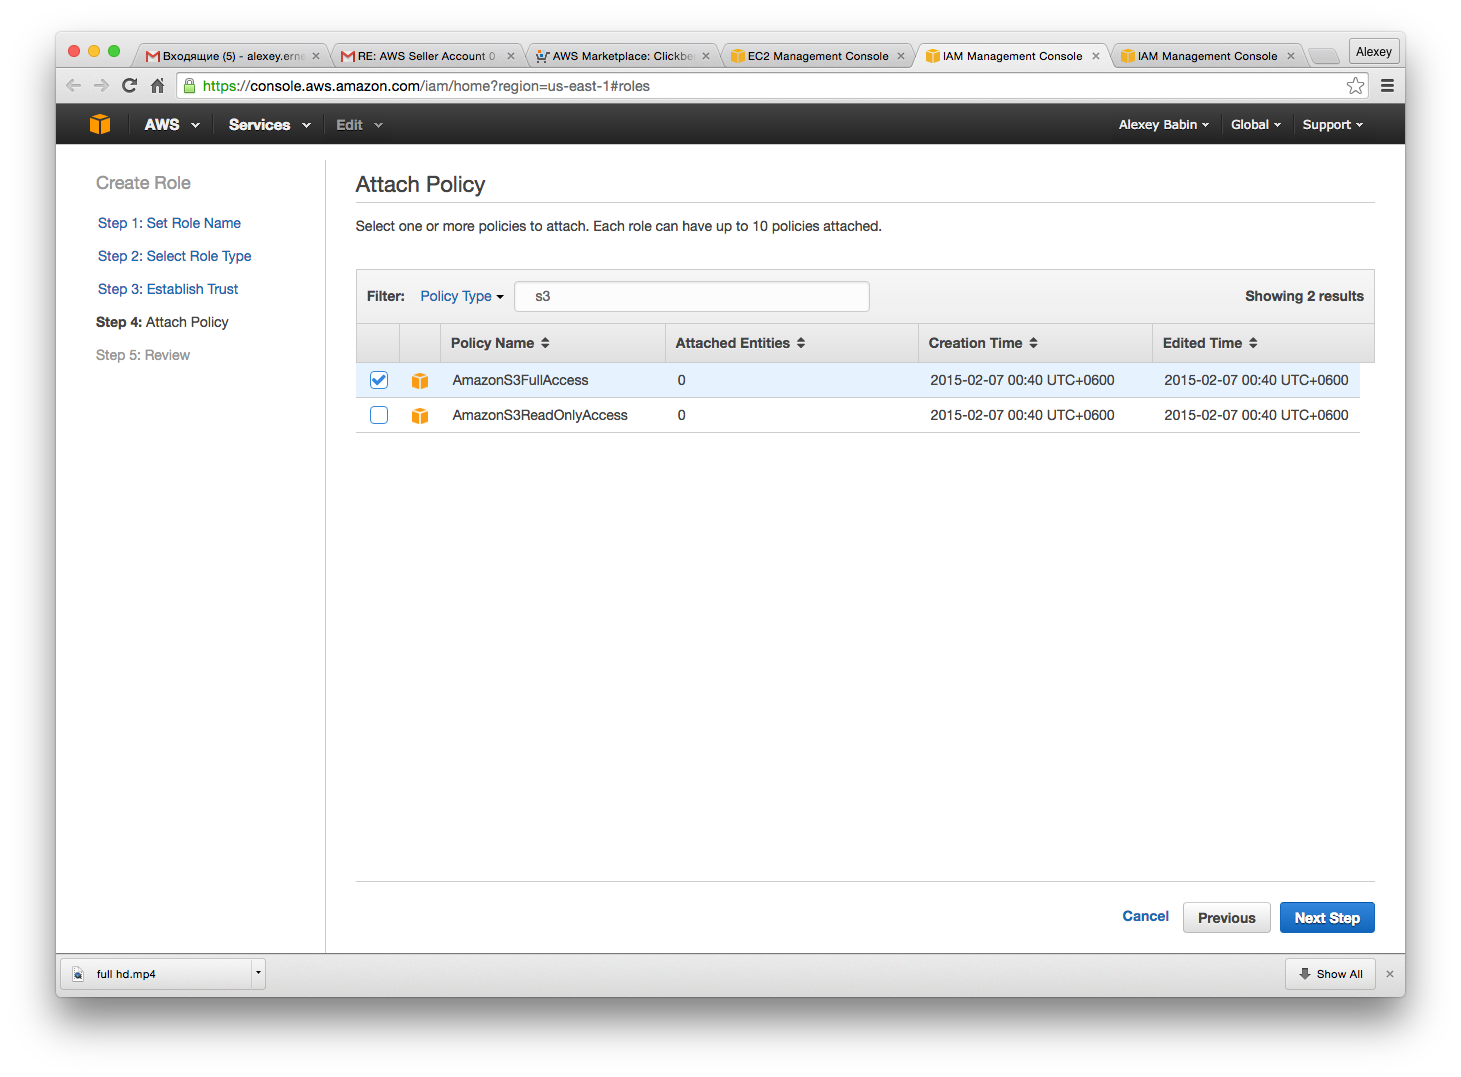 Входящие (5) - alexey.erne
RE: AWS Seller Account 0
AWS Marketplace: Clickbe
EC2 Management Console
IAM Management Console
IAM Management Console
Alexey
https://console.aws.amazon.com/iam/home?region=us-east-1#roles
AWS
Services
Edit
Alexey Babin
Global
Support
Create Role
Step 1: Set Role Name
Step 2: Select Role Type
Step 3: Establish Trust
Step 4: Attach Policy
Step 5: Review
Attach Policy
Select one or more policies to attach. Each role can have up to 10 policies attached.
Filter: Policy Type s3 Showing 2 results
Policy Name Attached Entities Creation Time Edited Time
AmazonS3FullAccess 0 2015-02-07 00:40 UTC+0600 2015-02-07 00:40 UTC+0600
AmazonS3ReadOnlyAccess 0 2015-02-07 00:40 UTC+0600 2015-02-07 00:40 UTC+0600
Cancel Previous Next Step
full hd.mp4 Show All